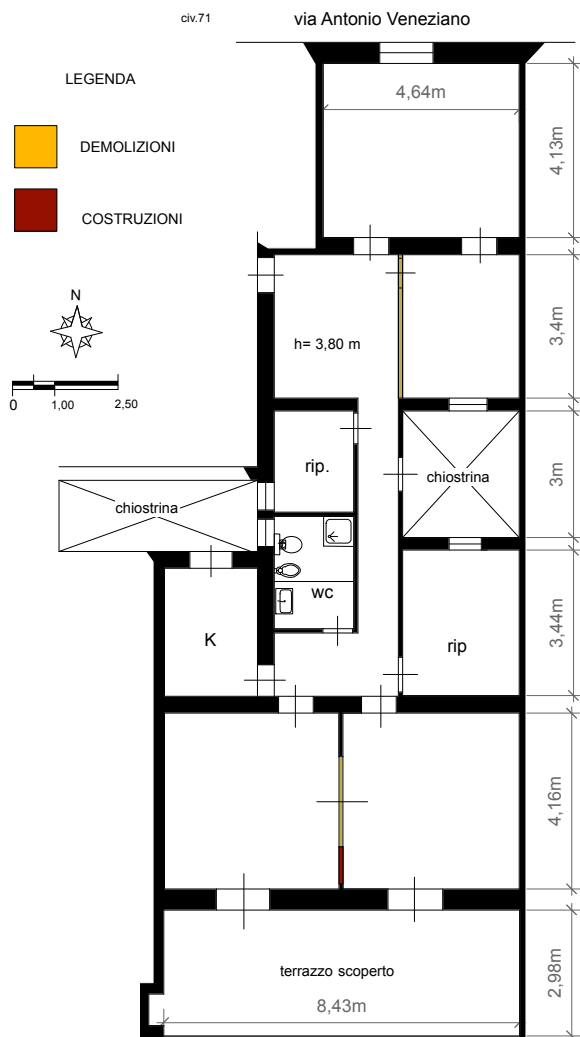 civ.71
via Antonio Veneziano
LEGENDA
DEMOLIZIONI
COSTRUZIONI
N
0 1,00 2,50
4,64m
4,13m
h= 3,80 m
3,4m
rip.
chiostrina
3m
chiostrina
wc
K
rip
3,44m
4,16m
terrazzo scoperto
8,43m
2,98m